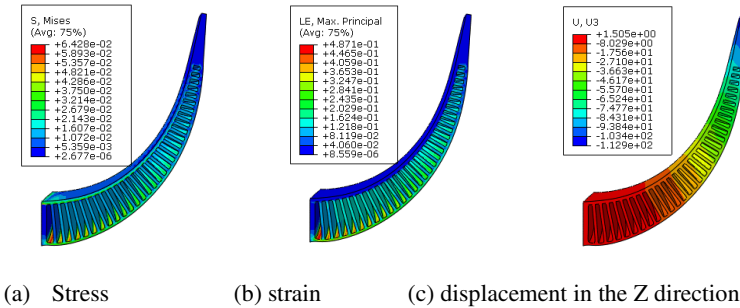 S, Mises
(Avg: 75%)
+6.428e-02
+5.893e-02
+5.357e-02
+4.821e-02
+4.286e-02
+3.750e-02
+3.214e-02
+2.679e-02
+2.143e-02
+1.607e-02
+1.072e-02
+5.359e-03
+2.677e-06
LE, Max. Principal
(Avg: 75%)
+4.871e-01
+4.465e-01
+4.059e-01
+3.653e-01
+3.247e-01
+2.841e-01
+2.435e-01
+2.029e-01
+1.624e-01
+1.218e-01
+8.119e-02
+4.060e-02
+8.559e-06
U, U3
+1.505e+00
-8.029e+00
-1.756e+01
-2.710e+01
-3.663e+01
-4.617e+01
-5.570e+01
-6.524e+01
-7.477e+01
-8.431e+01
-9.384e+01
-1.034e+02
-1.129e+02
(a) Stress
(b) strain
(c) displacement in the Z direction